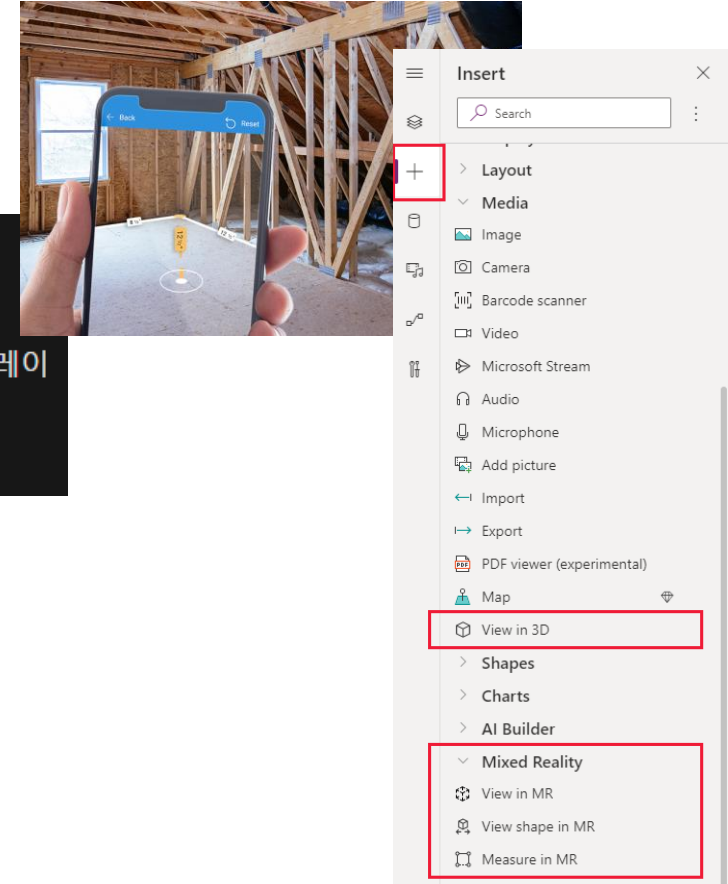 Back
Reset
레이
Insert
Search
Layout
Media
Image
Camera
Barcode scanner
Video
Microsoft Stream
Audio
Microphone
Add picture
Import
Export
PDF viewer (experimental)
Map
View in 3D
Shapes
Charts
AI Builder
Mixed Reality
View in MR
View shape in MR
Measure in MR